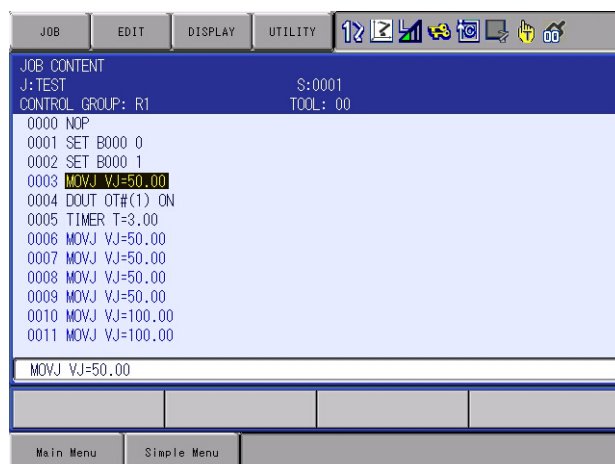 JOB EDIT DISPLAY UTILITY
JOB CONTENT
J:TEST S:0001
CONTROL GROUP: R1 TOOL: 00
0000 NOP
0001 SET B000 0
0002 SET B000 1
0003 MOVJ VJ=50.00
0004 DOUT OT#(1) ON
0005 TIMER T=3.00
0006 MOVJ VJ=50.00
0007 MOVJ VJ=50.00
0008 MOVJ VJ=50.00
0009 MOVJ VJ=50.00
0010 MOVJ VJ=100.00
0011 MOVJ VJ=100.00
MOVJ VJ=50.00
Main Menu Simple Menu